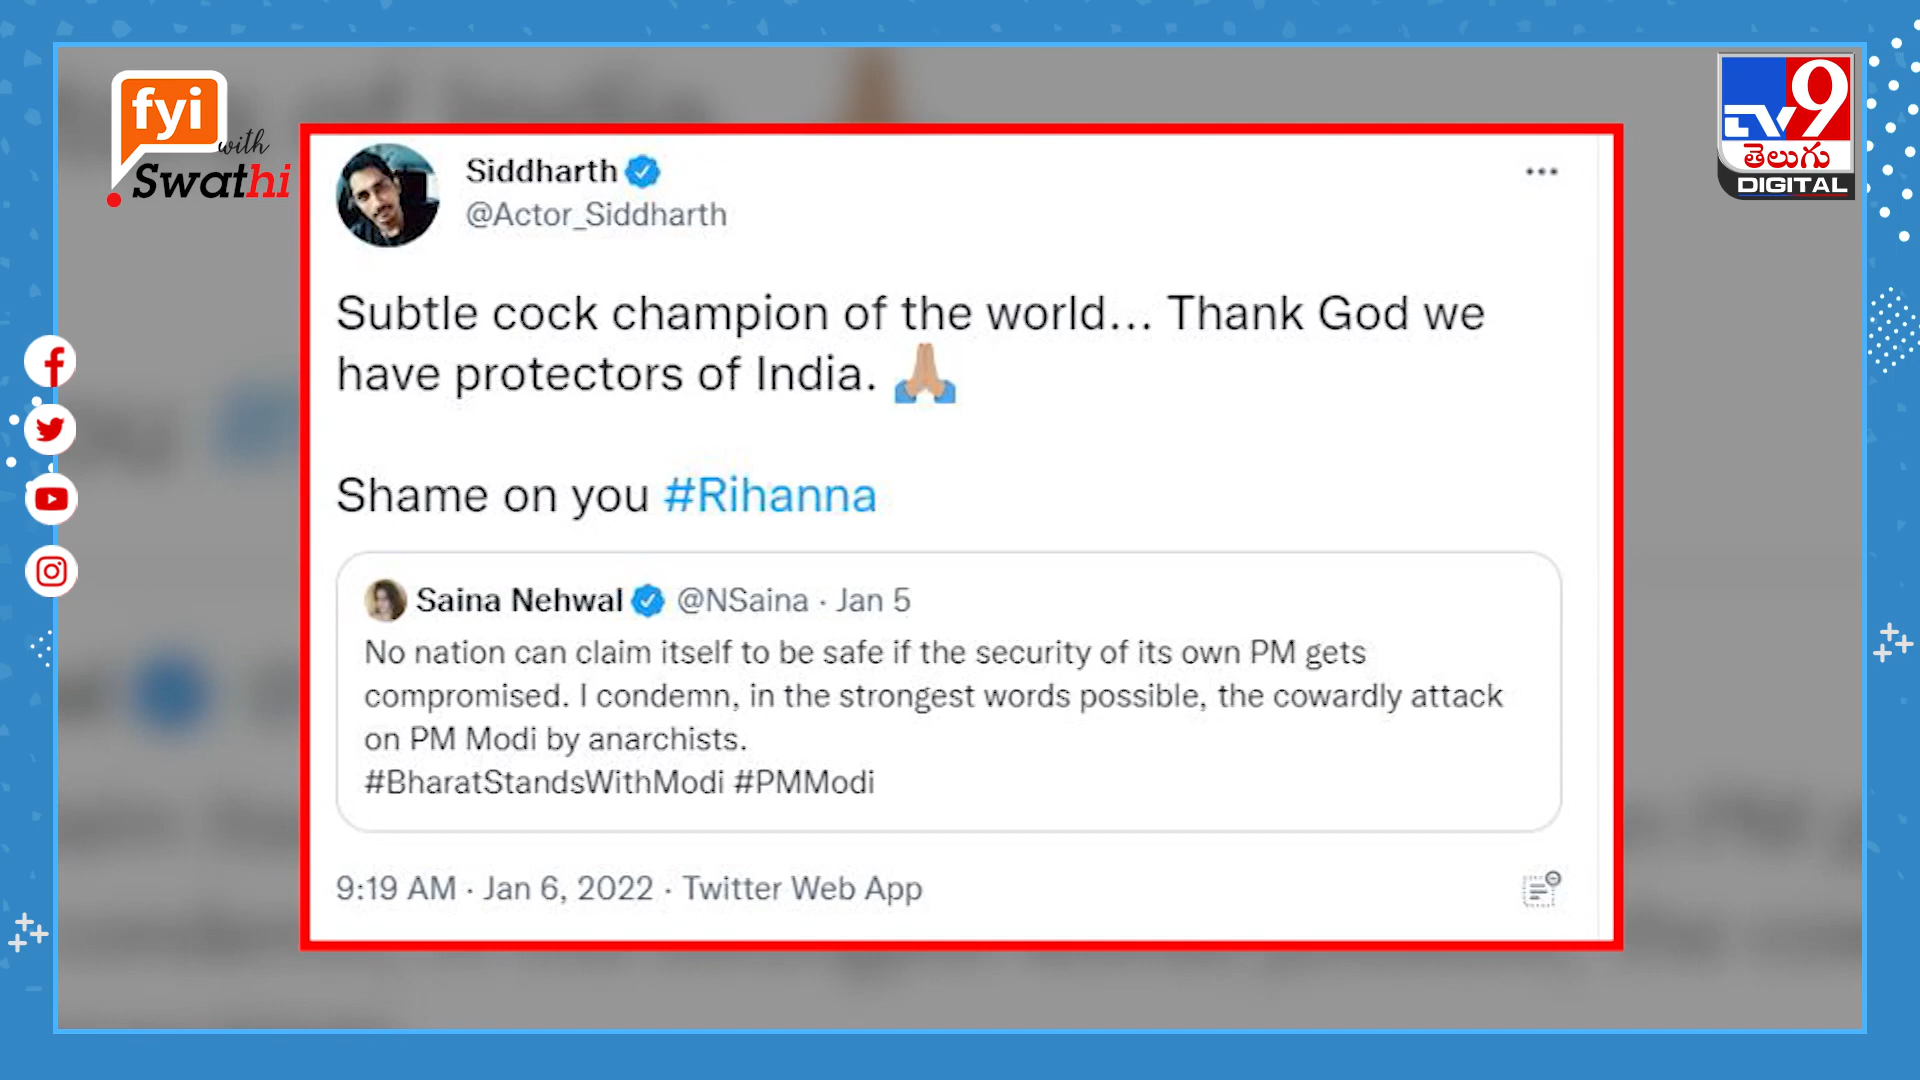 fyi
with
Swathi
TV9
తెలుగు
DIGITAL
Siddharth
@Actor_Siddharth
Subtle cock champion of the world... Thank God we
have protectors of India. 🙏🏽
Shame on you #Rihanna
Saina Nehwal @NSaina · Jan 5
No nation can claim itself to be safe if the security of its own PM gets
compromised. I condemn, in the strongest words possible, the cowardly attack
on PM Modi by anarchists.
#BharatStandsWithModi #PMModi
9:19 AM · Jan 6, 2022 · Twitter Web App